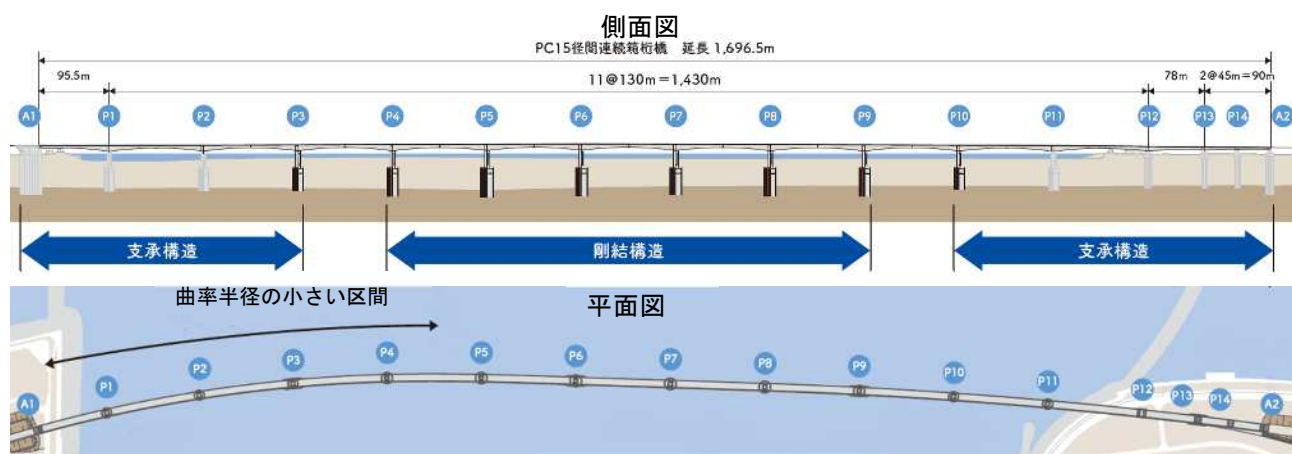 側面図
PC15径間連続箱桁橋 延長 1,696.5m
95.5m 11@130m＝1,430m 78m 2@45m＝90m
A1 P1 P2 P3 P4 P5 P6 P7 P8 P9 P10 P11 P12 P13 P14 A2
支承構造 剛結構造 支承構造
曲率半径の小さい区間 平面図
A1 P1 P2 P3 P4 P5 P6 P7 P8 P9 P10 P11 P12 P13 P14 A2